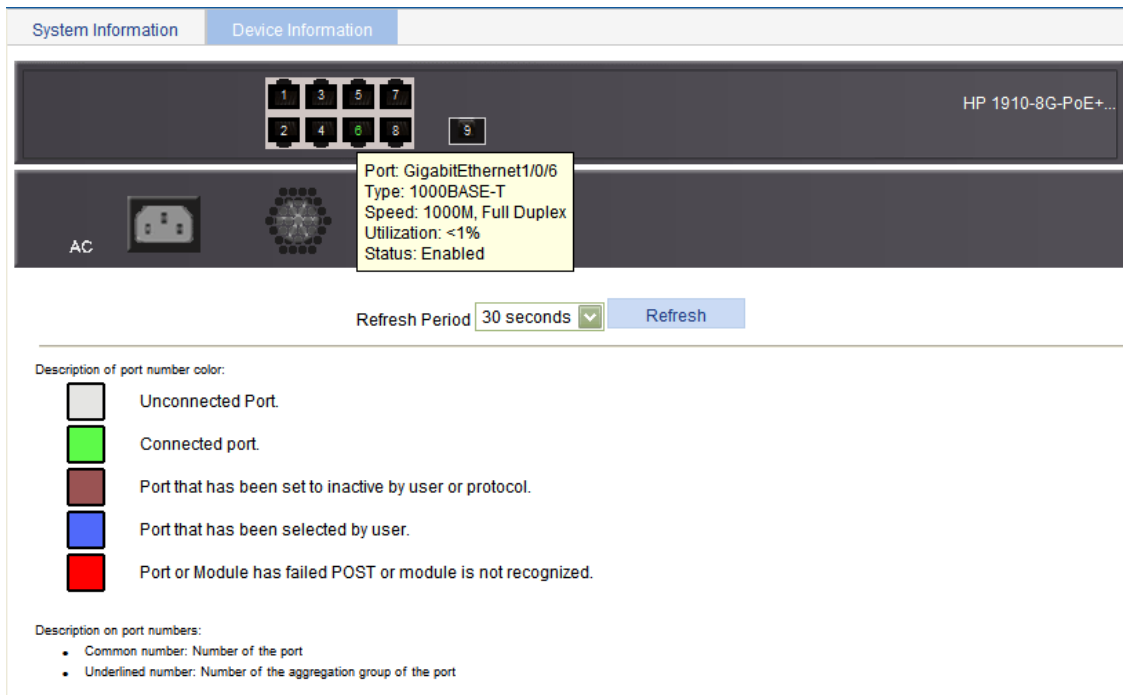 System Information Device Information
1 3 5 7
HP 1910-8G-PoE+...
2 4 6 8 9
Port: GigabitEthernet1/0/6
Type: 1000BASE-T
Speed: 1000M, Full Duplex
Utilization: <1%
Status: Enabled
AC
Refresh Period 30 seconds Refresh
Description of port number color:
Unconnected Port.
Connected port.
Port that has been set to inactive by user or protocol.
Port that has been selected by user.
Port or Module has failed POST or module is not recognized.
Description on port numbers:
• Common number: Number of the port
• Underlined number: Number of the aggregation group of the port